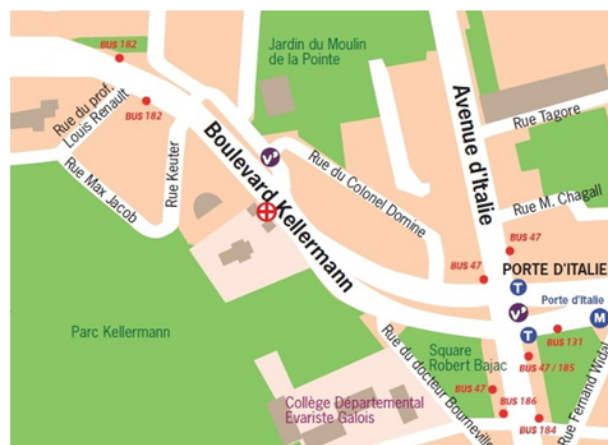 BUS 182
Jardin du Moulin
de la Pointe
Rue du prof.
Louis Renault
BUS 182
Avenue d'Italie
Rue Tagore
Boulevard Kellermann
V'
Rue Keuter
Rue Max Jacob
Rue du Colonel Domine
Rue M. Chagall
BUS 47
BUS 47
PORTE D'ITALIE
T
Porte d'Italie
V'
M
Parc Kellermann
T
BUS 131
Square
Robert Bajac
BUS 47 / 185
Rue du docteur Bourneville
Rue Fernand Widal
BUS 47
BUS 186
Collège Départemental
Evariste Galois
BUS 184